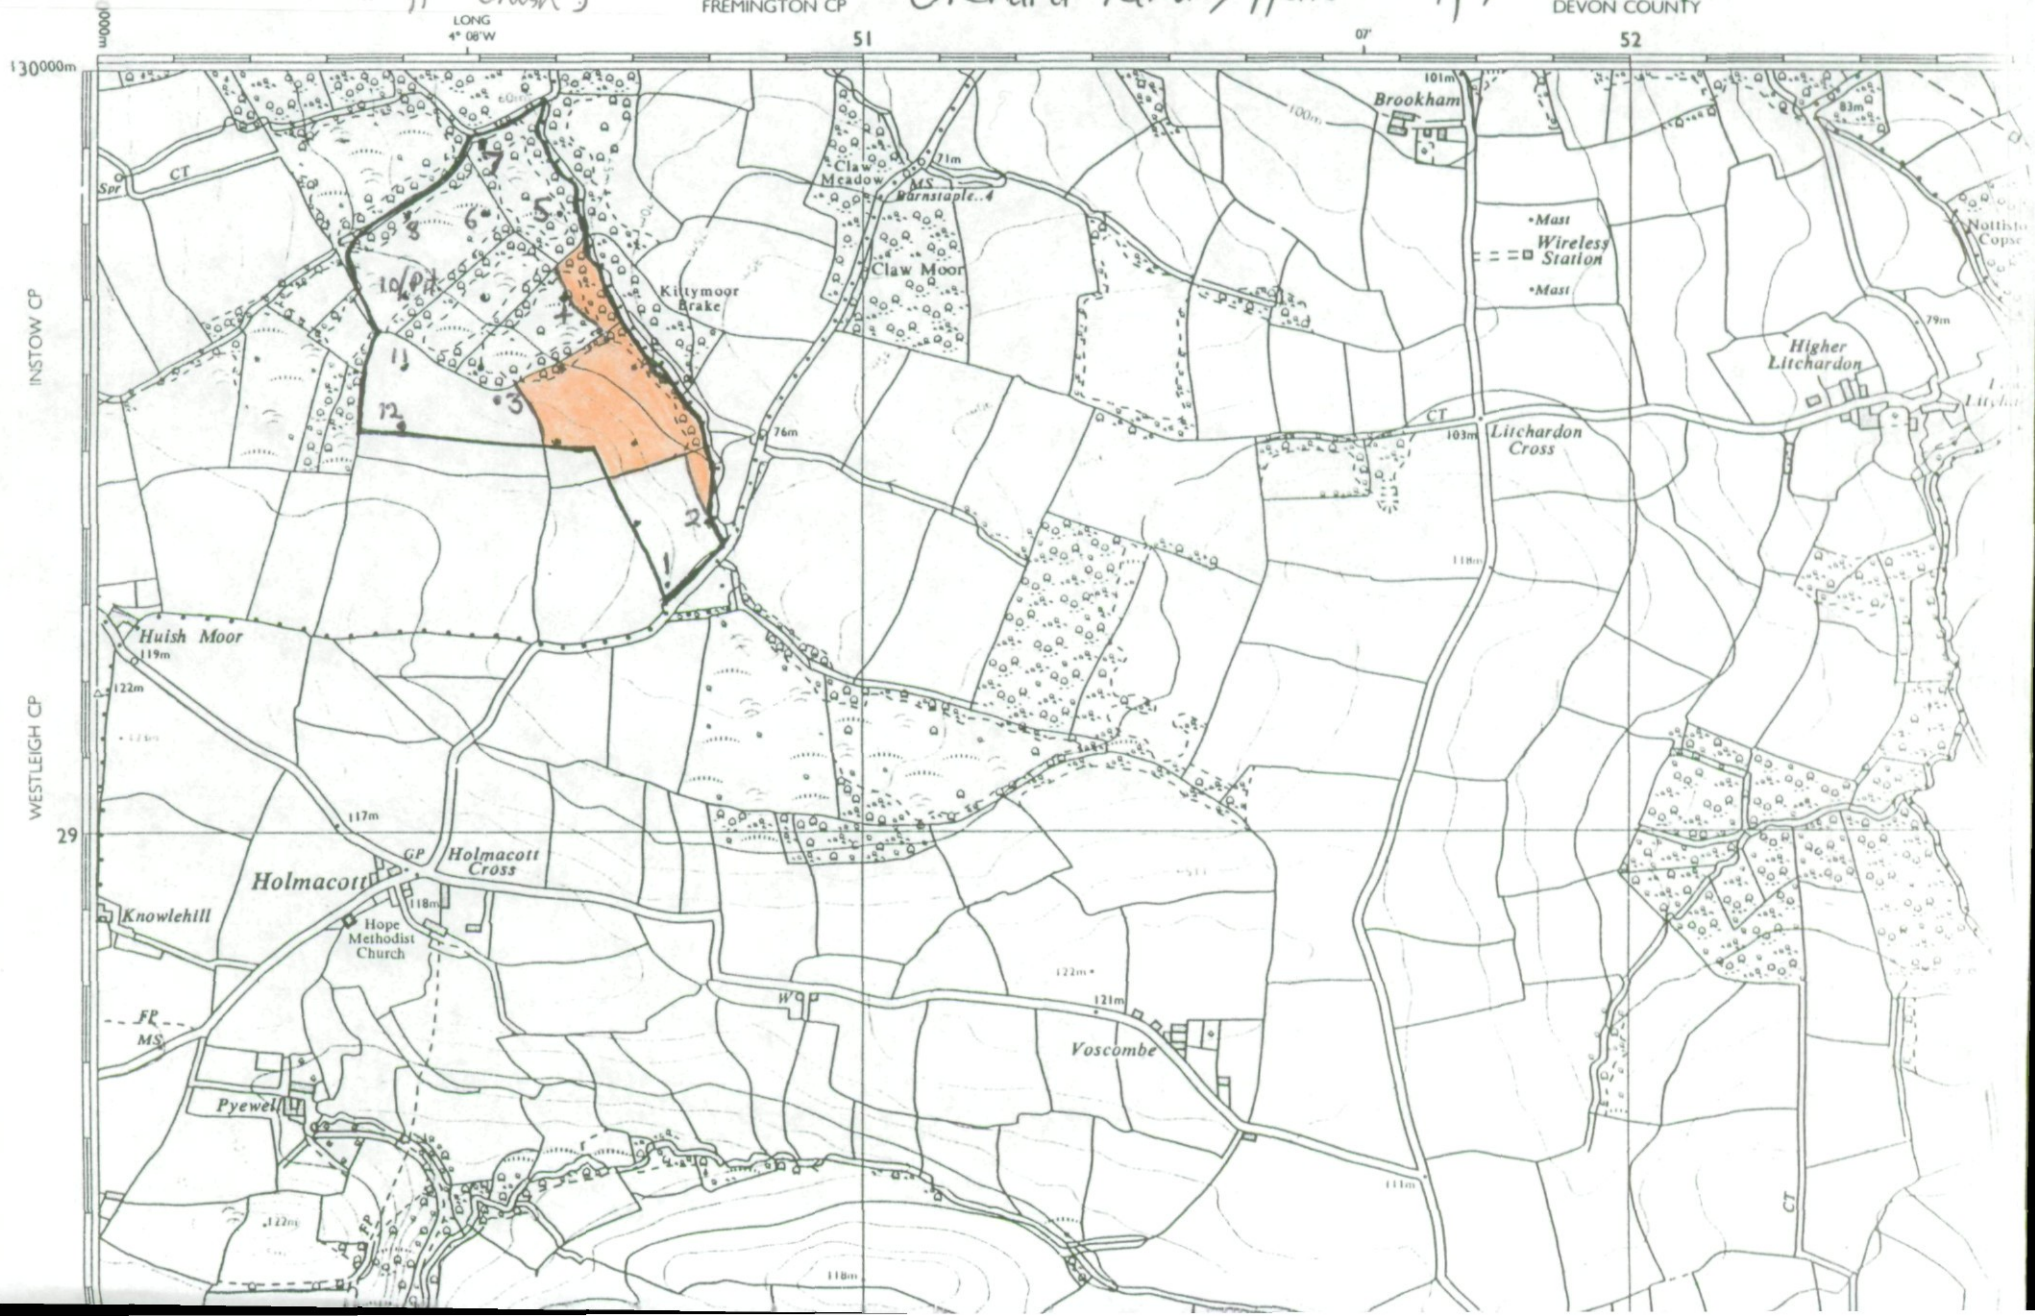 FREMINGTON CP
DEVON COUNTY
LONG
4° 08'W
51
07'
52
130000m
000m
60m
101m
Brookham
100m
83m
Spr
CT
7
Claw
Meadow
71m
MS
Barnstaple..4
5
6
8
Mast
Wireless
Station
Mast
Claw Moor
Kittymoor
Brake
10/Pit
4
INSTOW CP
79m
Higher
Litchardon
11
3
12
CT
76m
103m
Litchardon
Cross
2
1
118m
Huish Moor
119m
122m
WESTLEIGH CP
117m
29
GP
Holmacott
Cross
Holmacott
118m
Knowlehill
Hope
Methodist
Church
122m
W
121m
FP
MS
Voscombe
Pyewell
111m
CT
FP
122m
118m